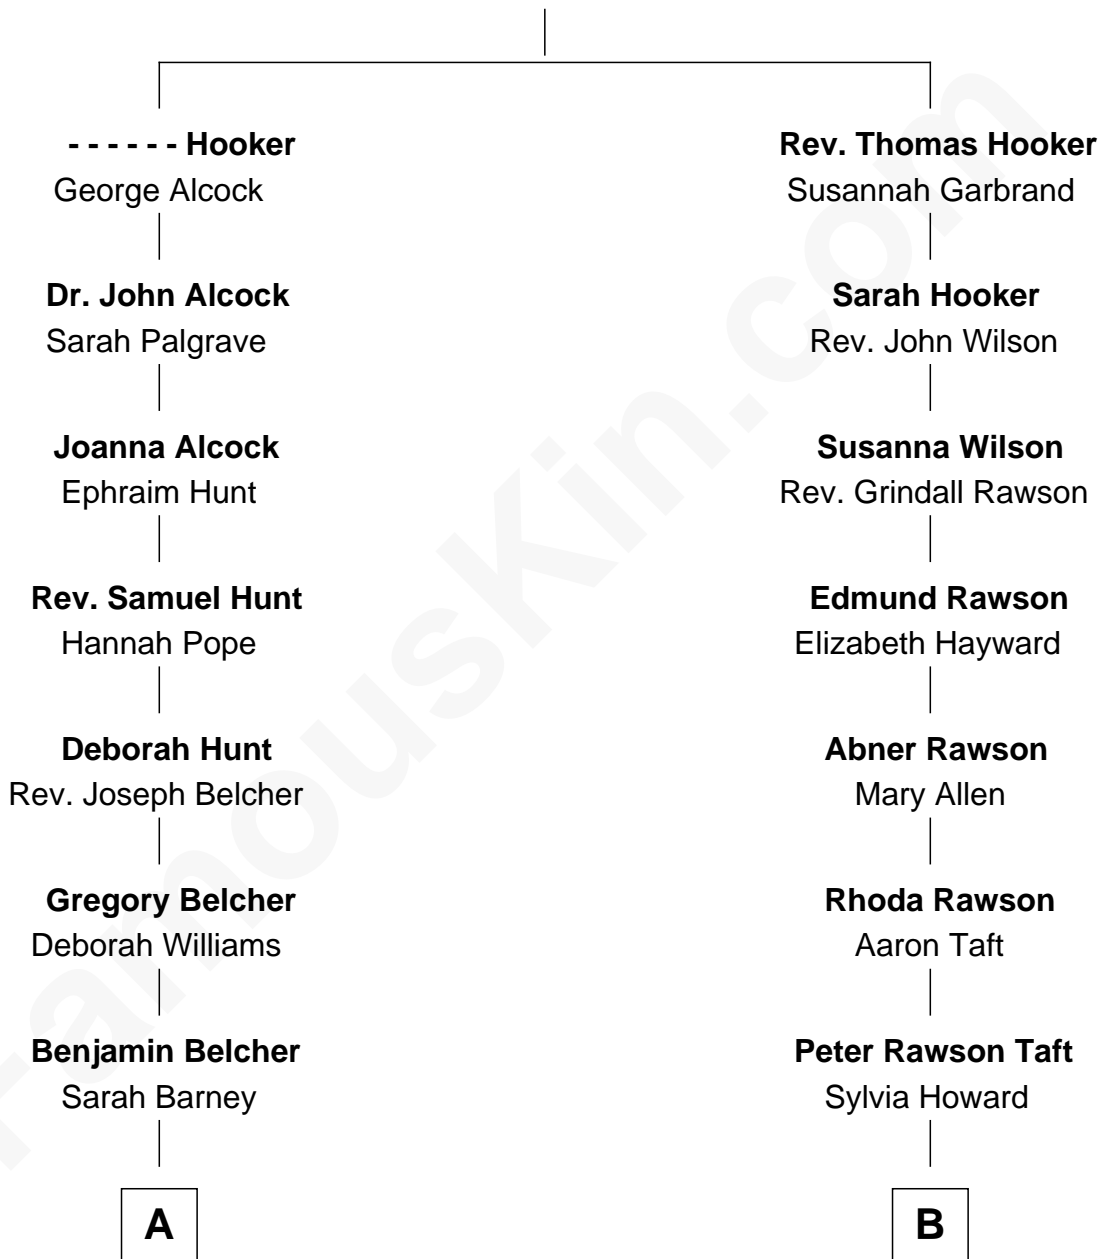 - - - - - - Hooker
George Alcock
Dr. John Alcock
Sarah Palgrave
Joanna Alcock
Ephraim Hunt
Rev. Samuel Hunt
Hannah Pope
Deborah Hunt
Rev. Joseph Belcher
Gregory Belcher
Deborah Williams
Benjamin Belcher
Sarah Barney
A
Rev. Thomas Hooker
Susannah Garbrand
Sarah Hooker
Rev. John Wilson
Susanna Wilson
Rev. Grindall Rawson
Edmund Rawson
Elizabeth Hayward
Abner Rawson
Mary Allen
Rhoda Rawson
Aaron Taft
Peter Rawson Taft
Sylvia Howard
B
FamousKin.com